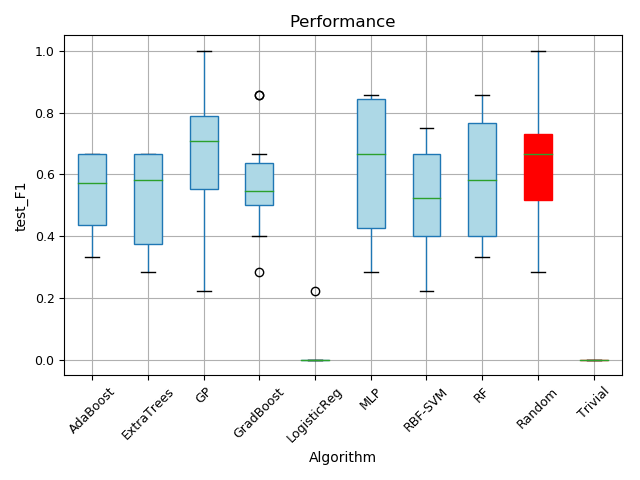 Performance
test_F1
1.0
0.8
0.6
0.4
0.2
0.0
AdaBoost
ExtraTrees
GP
GradBoost
LogisticReg
MLP
RBF-SVM
RF
Random
Trivial
Algorithm